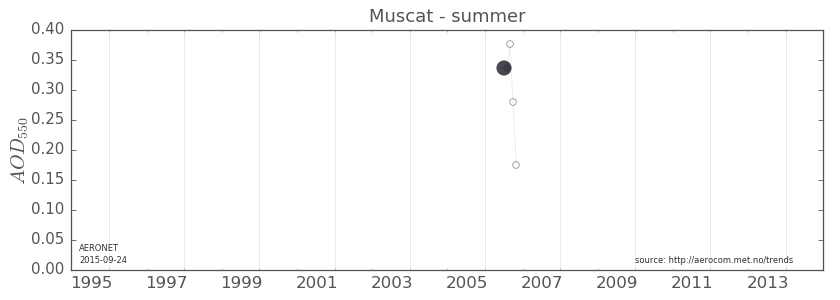 Muscat - summer
0.40
0.35
0.30
0.25
0.20
0.15
0.10
0.05
0.00
AOD550
AERONET
2015-09-24
source: http://aerocom.met.no/trends
1995 1997 1999 2001 2003 2005 2007 2009 2011 2013